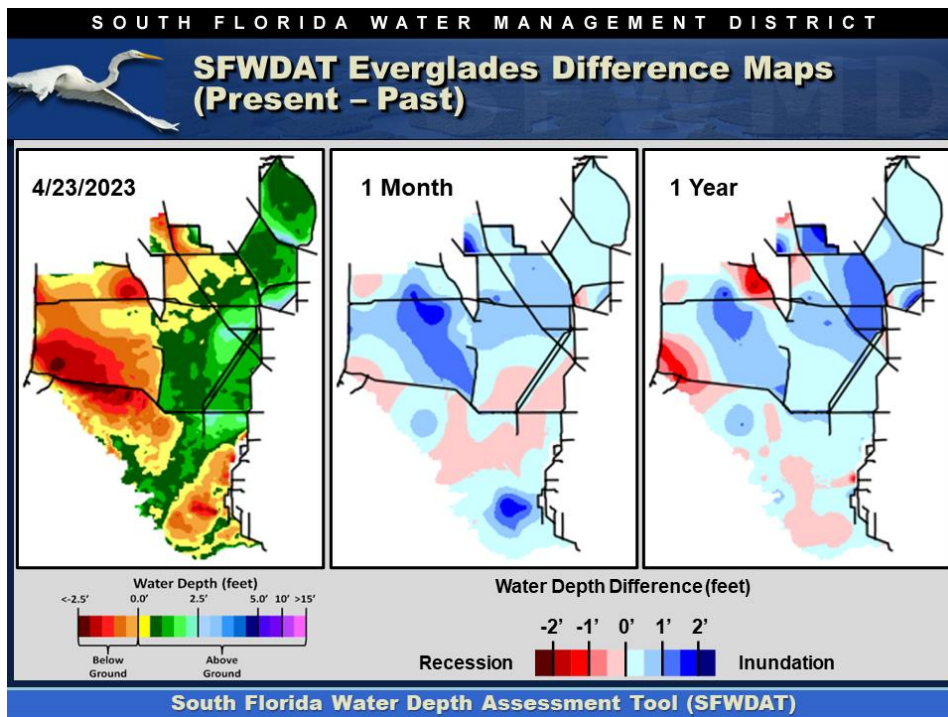 SOUTH FLORIDA WATER MANAGEMENT DISTRICT
SFWDAT Everglades Difference Maps
(Present – Past)
SFWMD
4/23/2023
1 Month
1 Year
Water Depth (feet)
<-2.5' 0.0' 2.5' 5.0' 10' >15'
Below
Ground
Above
Ground
Water Depth Difference (feet)
-2' -1' 0' 1' 2'
Recession
Inundation
South Florida Water Depth Assessment Tool (SFWDAT)